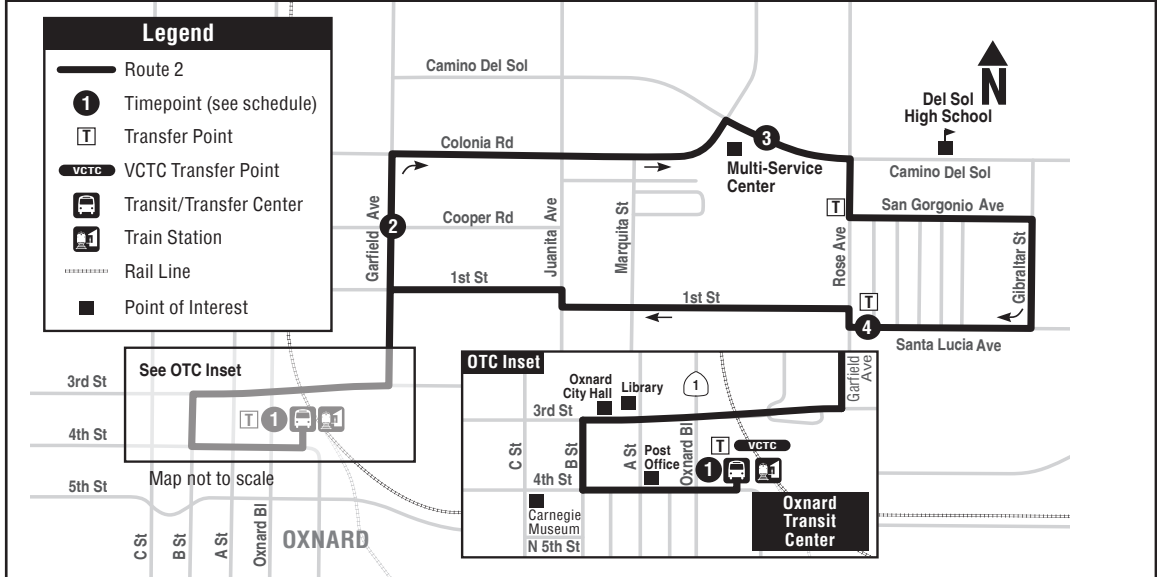 Legend
Route 2
1 Timepoint (see schedule)
T Transfer Point
VCTC VCTC Transfer Point
Transit/Transfer Center
Train Station
Rail Line
Point of Interest
Camino Del Sol
N
Del Sol
High School
Colonia Rd
3
Multi-Service
Center
Camino Del Sol
Garfield Ave
2
Cooper Rd
Juanita Ave
Marquita St
T
San Gorgonio Ave
Rose Ave
Gibraltar St
1st St
1st St
T
4
Santa Lucia Ave
See OTC Inset
3rd St
T 1
4th St
Map not to scale
5th St
C St
B St
A St
Oxnard Bl
OXNARD
OTC Inset
Oxnard
City Hall
Library
1
Garfield
Ave
3rd St
C St
B St
A St
Post
Office
Oxnard Bl
T VCTC
1
4th St
Carnegie
Museum
N 5th St
Oxnard
Transit
Center